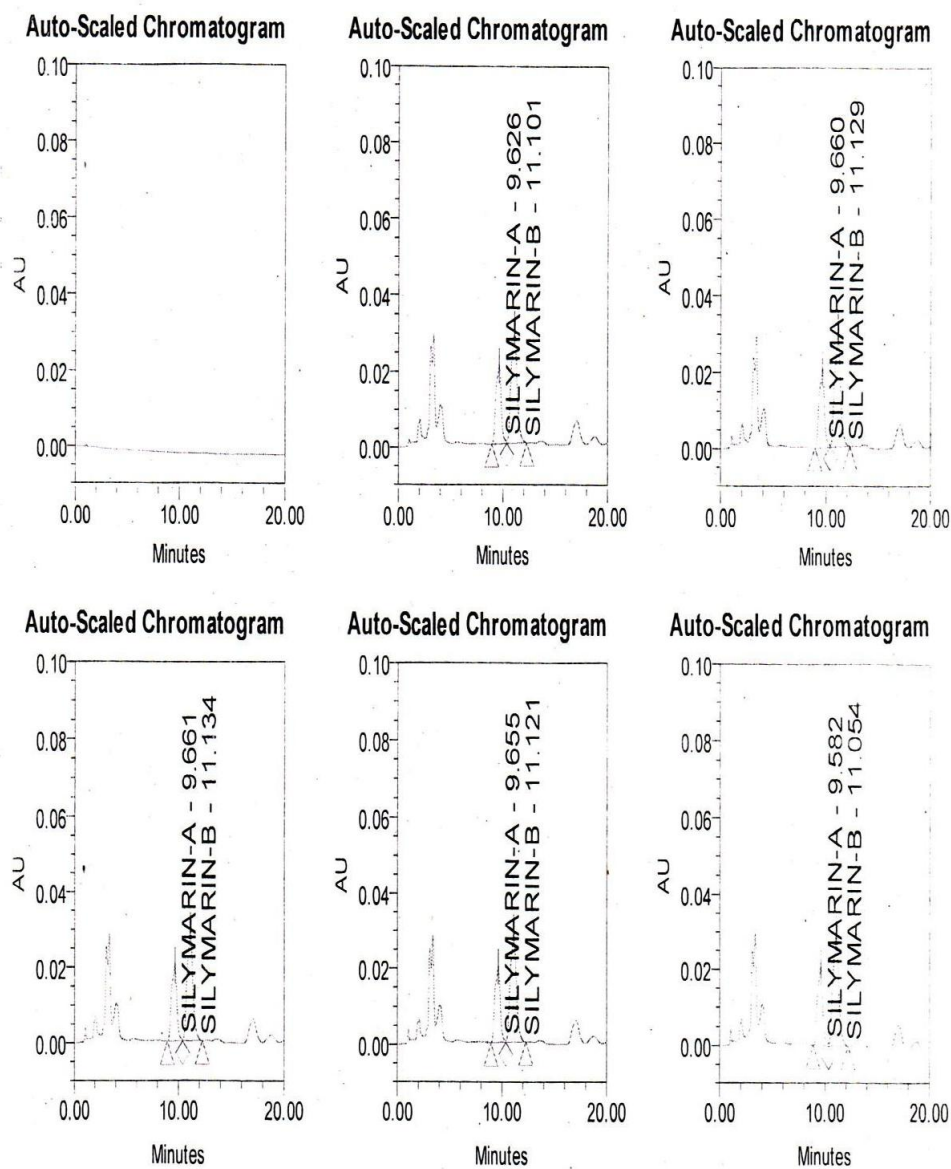 Auto-Scaled Chromatogram
0.10
0.08
0.06
0.04
0.02
0.00
AU
0.00 10.00 20.00
Minutes
Auto-Scaled Chromatogram
0.10
0.08
0.06
0.04
0.02
0.00
AU
SILYMARIN-A - 9.626
SILYMARIN-B - 11.101
0.00 10.00 20.00
Minutes
Auto-Scaled Chromatogram
0.10
0.08
0.06
0.04
0.02
0.00
AU
SILYMARIN-A - 9.660
SILYMARIN-B - 11.129
0.00 10.00 20.00
Minutes
Auto-Scaled Chromatogram
0.10
0.08
0.06
0.04
0.02
0.00
AU
SILYMARIN-A - 9.661
SILYMARIN-B - 11.134
0.00 10.00 20.00
Minutes
Auto-Scaled Chromatogram
0.10
0.08
0.06
0.04
0.02
0.00
AU
SILYMARIN-A - 9.655
SILYMARIN-B - 11.121
0.00 10.00 20.00
Minutes
Auto-Scaled Chromatogram
0.10
0.08
0.06
0.04
0.02
0.00
AU
SILYMARIN-A - 9.582
SILYMARIN-B - 11.054
0.00 10.00 20.00
Minutes